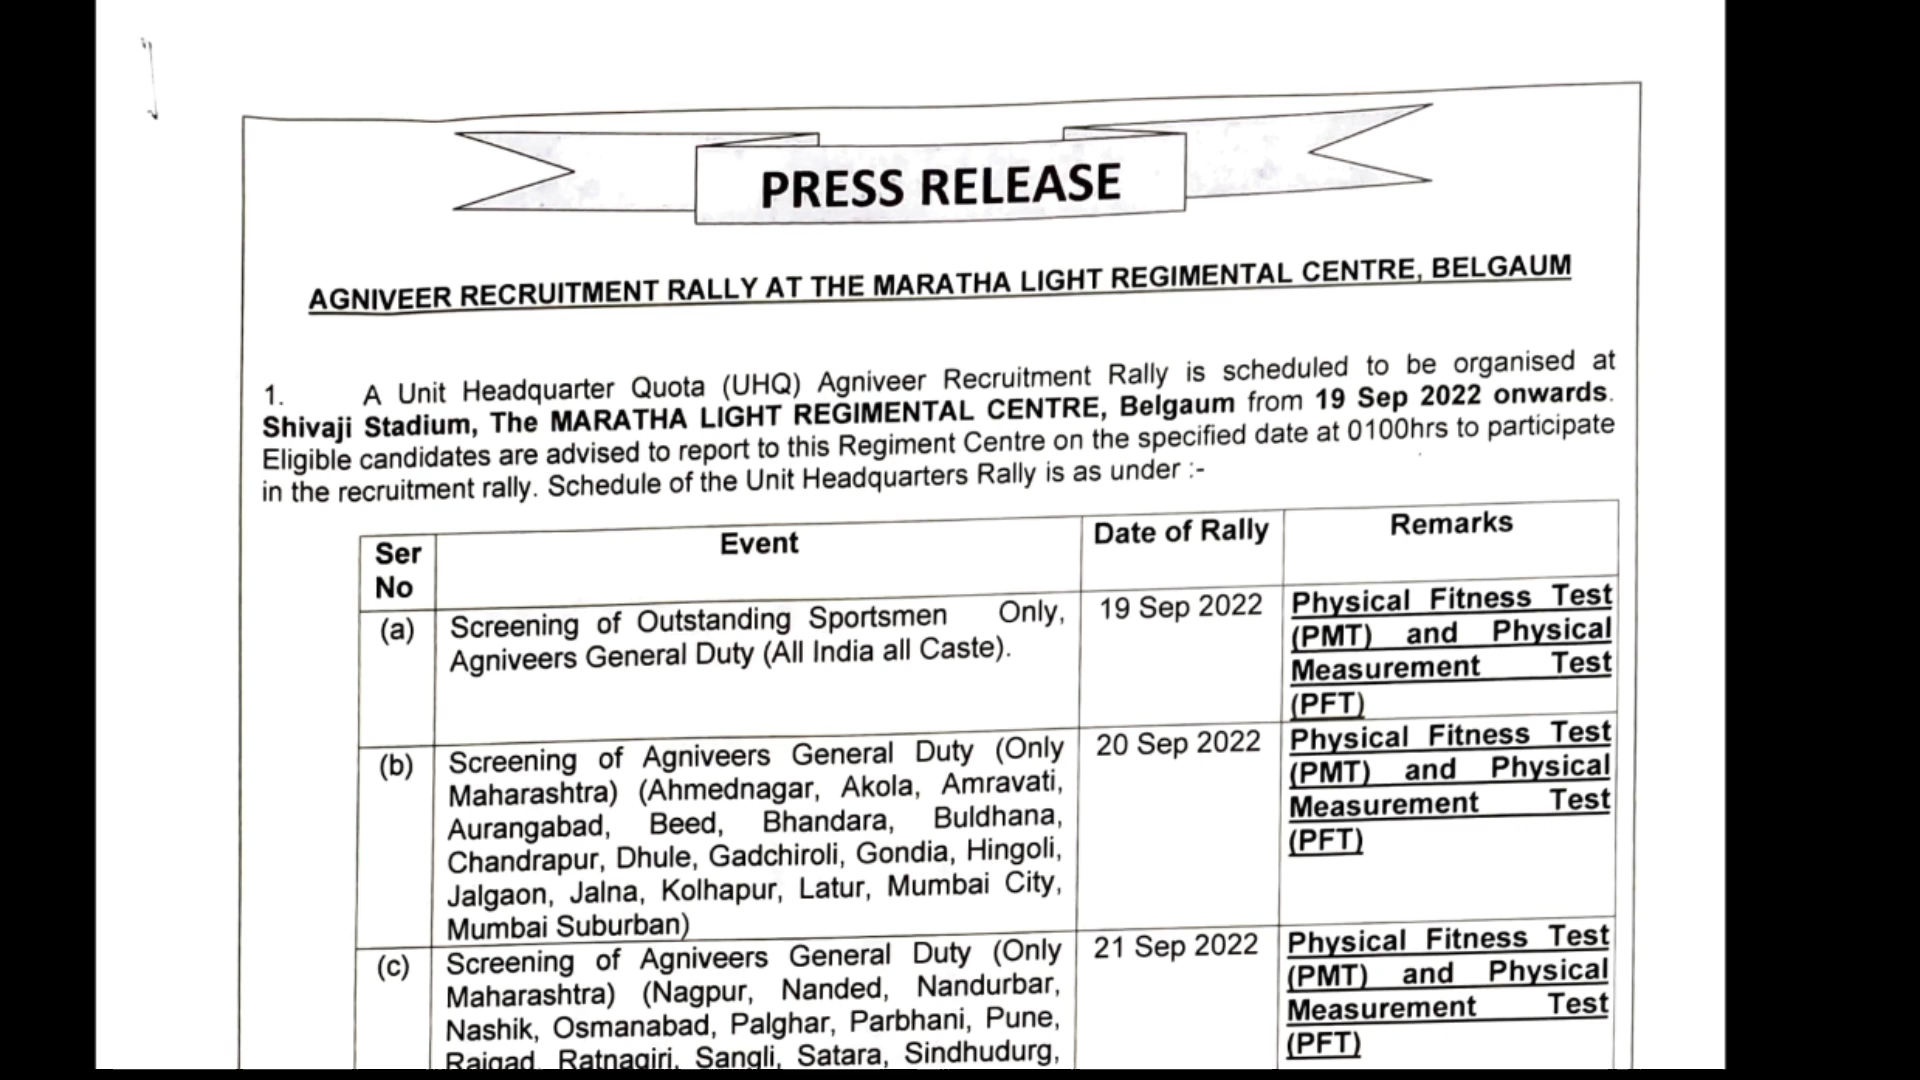 PRESS RELEASE
AGNIVEER RECRUITMENT RALLY AT THE MARATHA LIGHT REGIMENTAL CENTRE, BELGAUM
1. A Unit Headquarter Quota (UHQ) Agniveer Recruitment Rally is scheduled to be organised at
Shivaji Stadium, The MARATHA LIGHT REGIMENTAL CENTRE, Belgaum from 19 Sep 2022 onwards.
Eligible candidates are advised to report to this Regiment Centre on the specified date at 0100hrs to participate
in the recruitment rally. Schedule of the Unit Headquarters Rally is as under :-
Ser
No
Event
Date of Rally
Remarks
(a)
Screening of Outstanding Sportsmen Only,
Agniveers General Duty (All India all Caste).
19 Sep 2022
Physical Fitness Test
(PMT) and Physical
Measurement Test
(PFT)
(b)
Screening of Agniveers General Duty (Only
Maharashtra) (Ahmednagar, Akola, Amravati,
Aurangabad, Beed, Bhandara, Buldhana,
Chandrapur, Dhule, Gadchiroli, Gondia, Hingoli,
Jalgaon, Jalna, Kolhapur, Latur, Mumbai City,
Mumbai Suburban)
20 Sep 2022
Physical Fitness Test
(PMT) and Physical
Measurement Test
(PFT)
(c)
Screening of Agniveers General Duty (Only
Maharashtra) (Nagpur, Nanded, Nandurbar,
Nashik, Osmanabad, Palghar, Parbhani, Pune,
Raigad, Ratnagiri, Sangli, Satara, Sindhudurg,
21 Sep 2022
Physical Fitness Test
(PMT) and Physical
Measurement Test
(PFT)